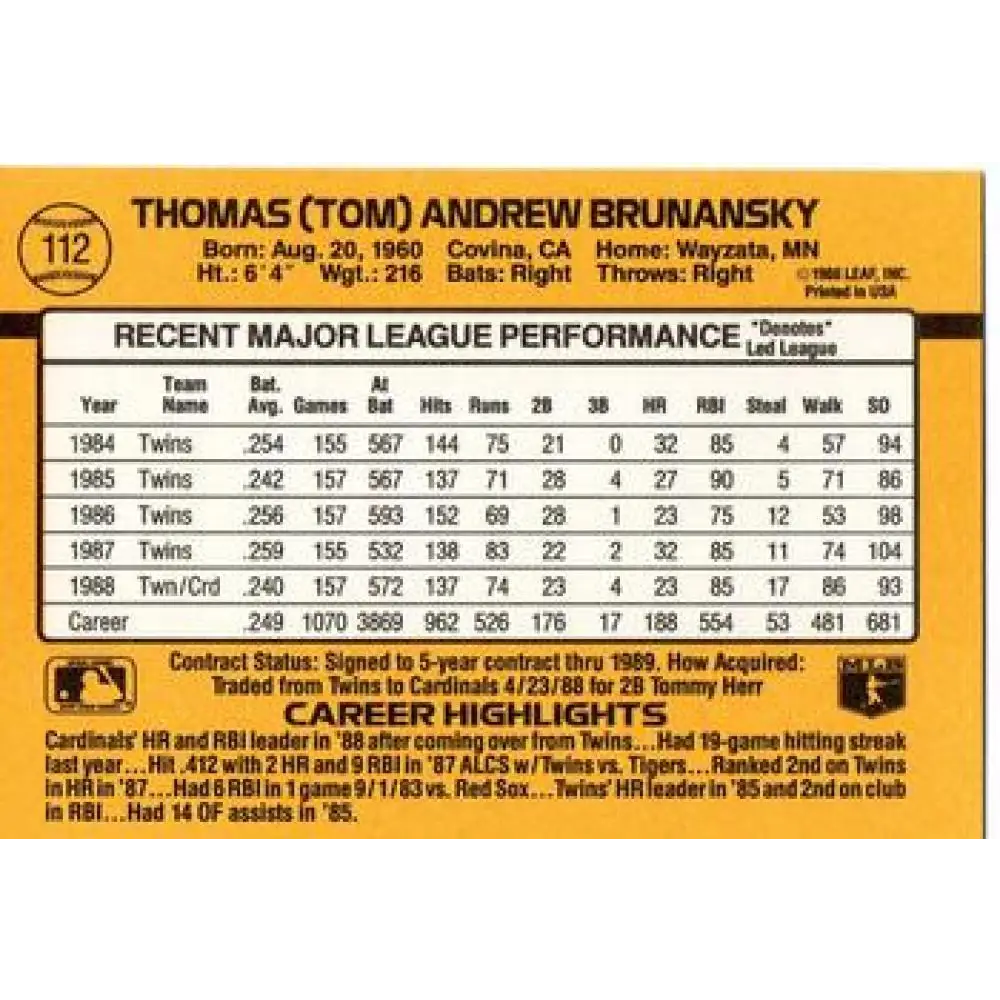 112
THOMAS (TOM) ANDREW BRUNANSKY
Born: Aug. 20, 1960 Covina, CA Home: Wayzata, MN
Ht.: 6'4" Wgt.: 216 Bats: Right Throws: Right
© 1988 LEAF, INC.
Printed in USA
RECENT MAJOR LEAGUE PERFORMANCE "Denotes"
Led League
Team Bat. At
Year Name Avg. Games Bat Hits Runs 2B 3B HR RBI Steal Walk SO
1984 Twins .254 155 567 144 75 21 0 32 85 4 57 94
1985 Twins .242 157 567 137 71 28 4 27 90 5 71 86
1986 Twins .256 157 593 152 69 28 1 23 75 12 53 98
1987 Twins .259 155 532 138 83 22 2 32 85 11 74 104
1988 Twn/Crd .240 157 572 137 74 23 4 23 85 17 86 93
Career .249 1070 3869 962 526 176 17 188 554 53 481 681
Contract Status: Signed to 5-year contract thru 1989. How Acquired:
Traded from Twins to Cardinals 4/23/88 for 2B Tommy Herr
CAREER HIGHLIGHTS
Cardinals' HR and RBI leader in '88 after coming over from Twins...Had 19-game hitting streak
last year...Hit .412 with 2 HR and 9 RBI in '87 ALCS w/Twins vs. Tigers...Ranked 2nd on Twins
in HR in '87...Had 6 RBI in 1 game 9/1/83 vs. Red Sox...Twins' HR leader in '85 and 2nd on club
in RBI...Had 14 OF assists in '85.